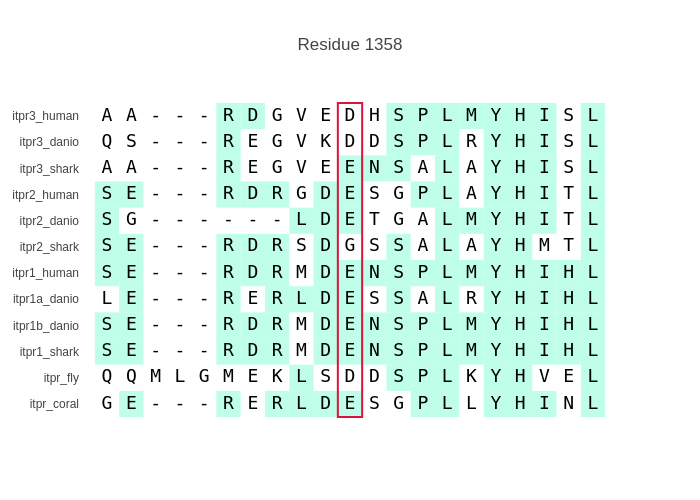 Residue 1358
itpr3_human A A - - - R D G V E D H S P L M Y H I S L
itpr3_danio Q S - - - R E G V K D D S P L R Y H I S L
itpr3_shark A A - - - R E G V E E N S A L A Y H I S L
itpr2_human S E - - - R D R G D E S G P L A Y H I T L
itpr2_danio S G - - - - - - L D E T G A L M Y H I T L
itpr2_shark S E - - - R D R S D G S S A L A Y H M T L
itpr1_human S E - - - R D R M D E N S P L M Y H I H L
itpr1a_danio L E - - - R E R L D E S S A L R Y H I H L
itpr1b_danio S E - - - R D R M D E N S P L M Y H I H L
itpr1_shark S E - - - R D R M D E N S P L M Y H I H L
itpr_fly Q Q M L G M E K L S D D S P L K Y H V E L
itpr_coral G E - - - R E R L D E S G P L L Y H I N L